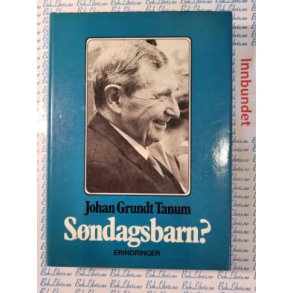 Johan Grundt Tanum
Søndagsbarn?
ERINDRINGER
Innbundet